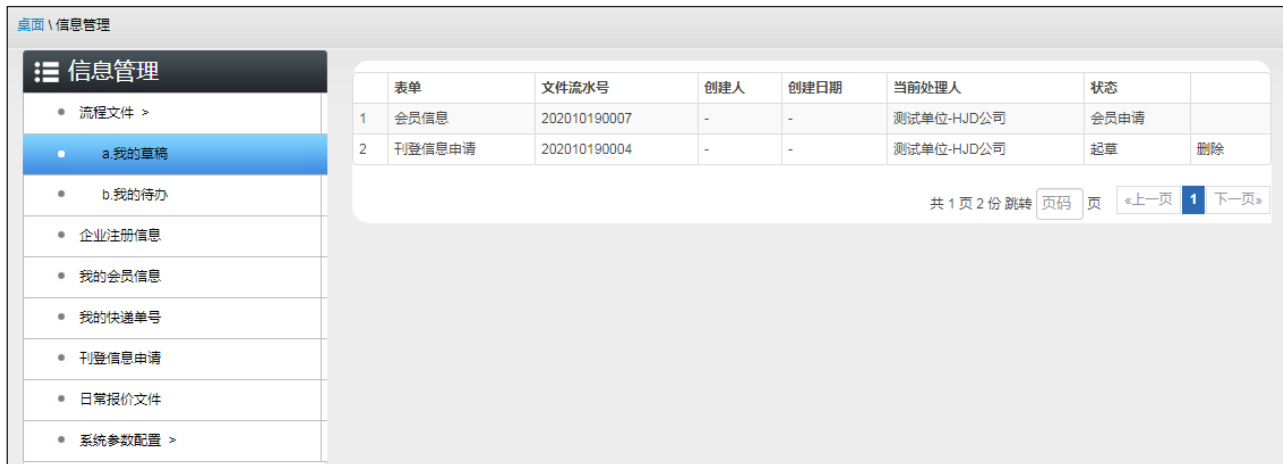 桌面 \ 信息管理
信息管理
流程文件 >
a.我的草稿
b.我的待办
企业注册信息
我的会员信息
我的快递单号
刊登信息申请
日常报价文件
系统参数配置 >
表单 文件流水号 创建人 创建日期 当前处理人 状态
1 会员信息 202010190007 - - 测试单位-HJD公司 会员申请
2 刊登信息申请 202010190004 - - 测试单位-HJD公司 起草 删除
共 1 页 2 份 跳转 页码 页 «上一页 1 下一页»